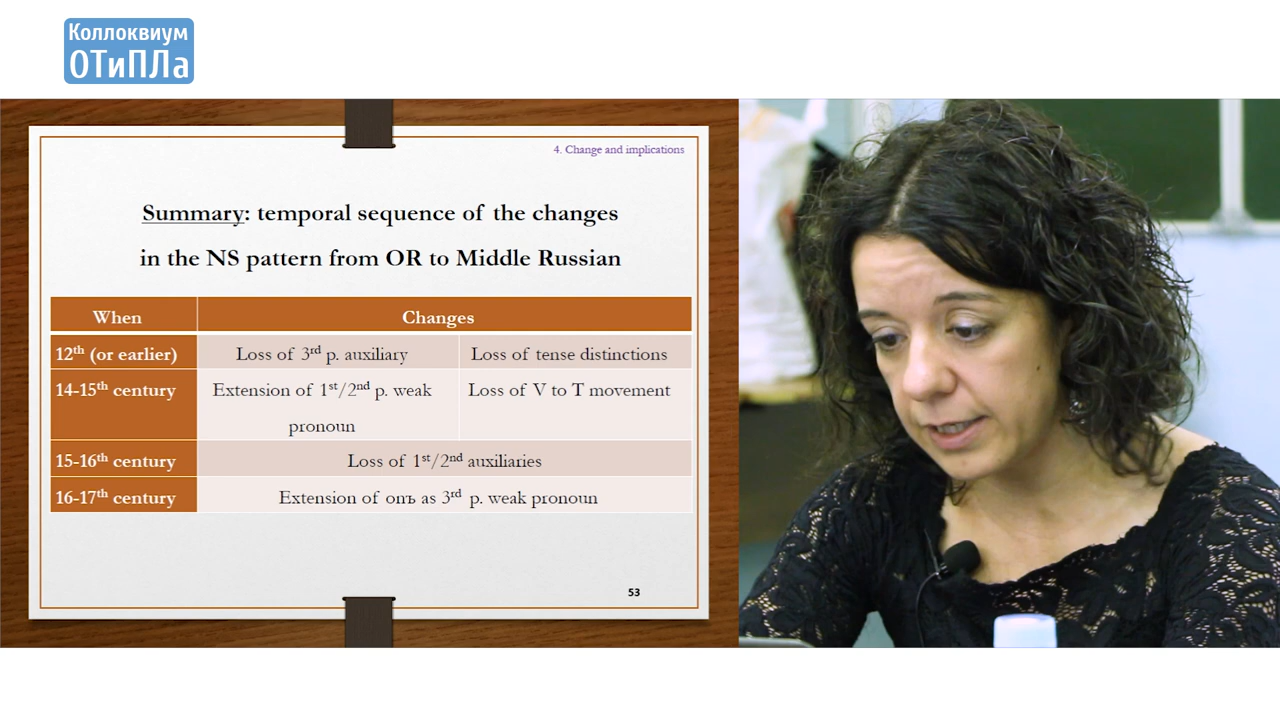 Коллоквиум
ОТиПЛа
4. Change and implications
Summary: temporal sequence of the changes
in the NS pattern from OR to Middle Russian
When Changes
12th (or earlier) Loss of 3rd p. auxiliary Loss of tense distinctions
14-15th century Extension of 1st/2nd p. weak Loss of V to T movement
pronoun
15-16th century Loss of 1st/2nd auxiliaries
16-17th century Extension of онъ as 3rd p. weak pronoun
53